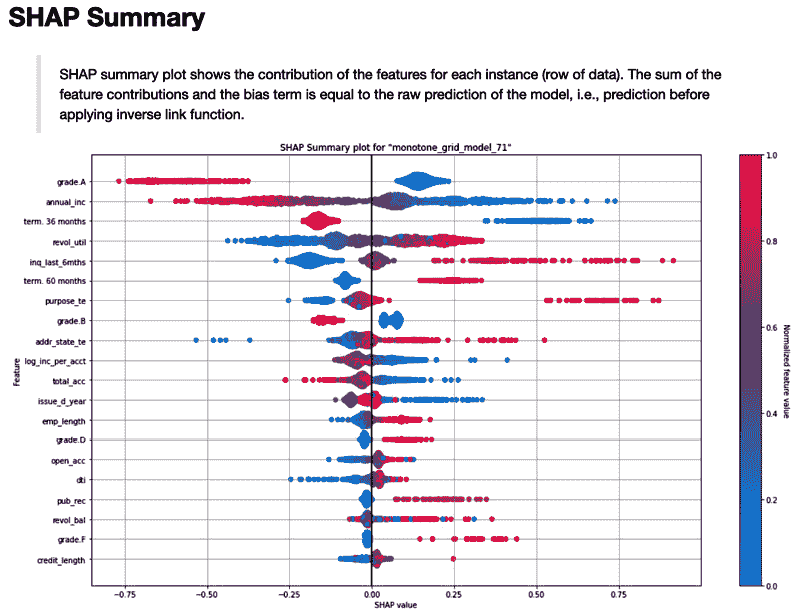 SHAP Summary
SHAP summary plot shows the contribution of the features for each instance (row of data). The sum of the
feature contributions and the bias term is equal to the raw prediction of the model, i.e., prediction before
applying inverse link function.
SHAP Summary plot for "monotone_grid_model_71"
grade.A
annual_inc
term. 36 months
revol_util
inq_last_6mths
term. 60 months
purpose_te
grade.B
addr_state_te
log_inc_per_acct
total_acc
issue_d_year
emp_length
grade.D
open_acc
dti
pub_rec
revol_bal
grade.F
credit_length
Feature
−0.75 −0.50 −0.25 0.00 0.25 0.50 0.75
SHAP value
1.0
0.8
0.6
0.4
0.2
0.0
Normalized feature value